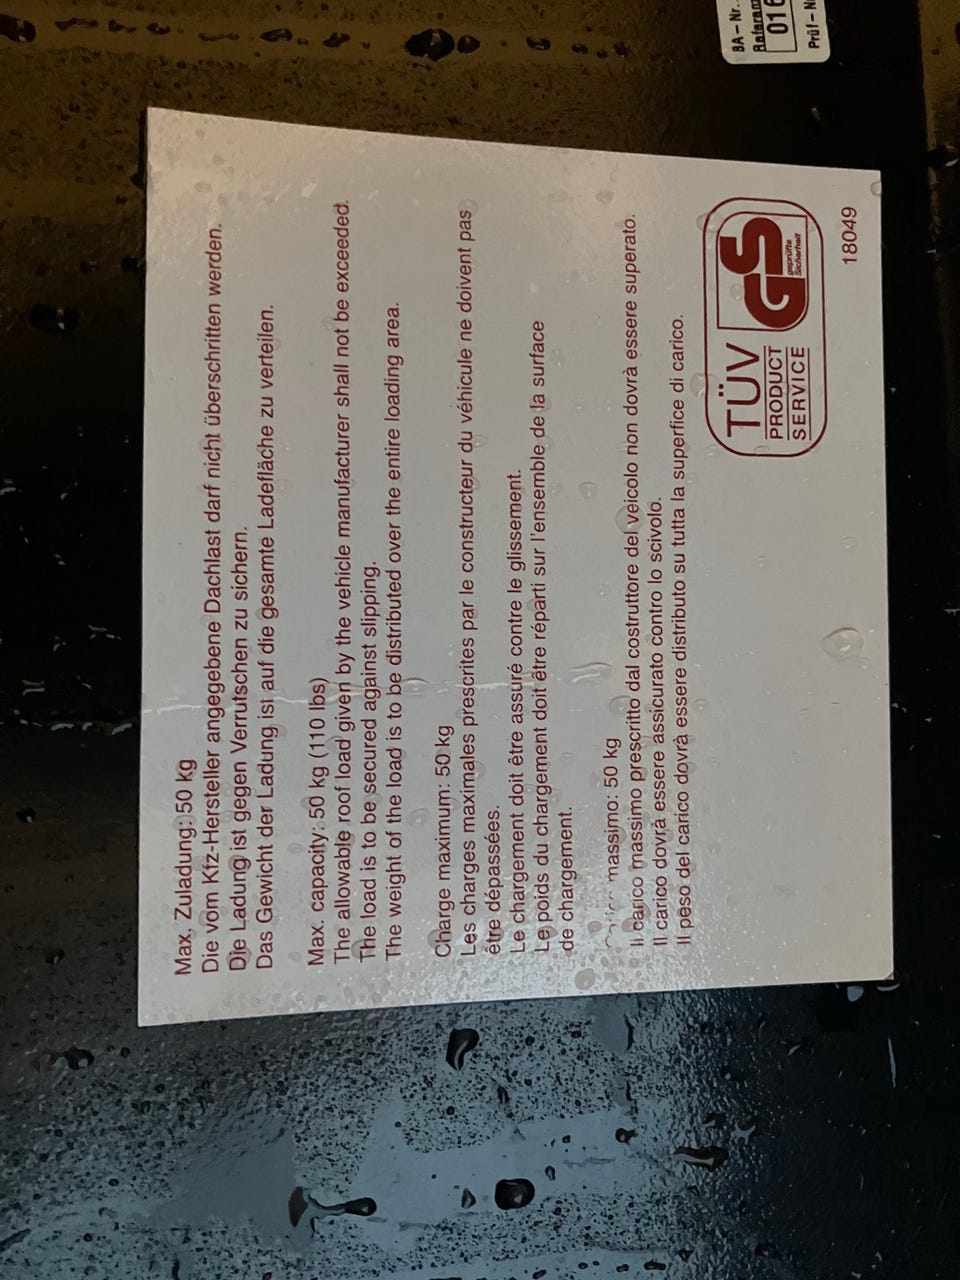 Max. Zuladung: 50 kg
Die vom Kfz-Hersteller angegebene Dachlast darf nicht überschritten werden.
Die Ladung ist gegen Verrutschen zu sichern.
Das Gewicht der Ladung ist auf die gesamte Ladefläche zu verteilen.
Max. capacity: 50 kg (110 lbs)
The allowable roof load given by the vehicle manufacturer shall not be exceeded.
The load is to be secured against slipping.
The weight of the load is to be distributed over the entire loading area.
Charge maximum: 50 kg
Les charges maximales prescrites par le constructeur du véhicule ne doivent pas
être dépassées.
Le chargement doit être assuré contre le glissement.
Le poids du chargement doit être réparti sur l'ensemble de la surface
de chargement.
massimo: 50 kg
Il carico massimo prescritto dal costruttore del veicolo non dovrà essere superato.
Il carico dovrà essere assicurato contro lo scivolo.
Il peso del carico dovrà essere distributo su tutta la superfice di carico.
TÜV
PRODUCT
SERVICE
GS
geprüfte
Sicherheit
18049
BA-Nr.
016
Prüf-